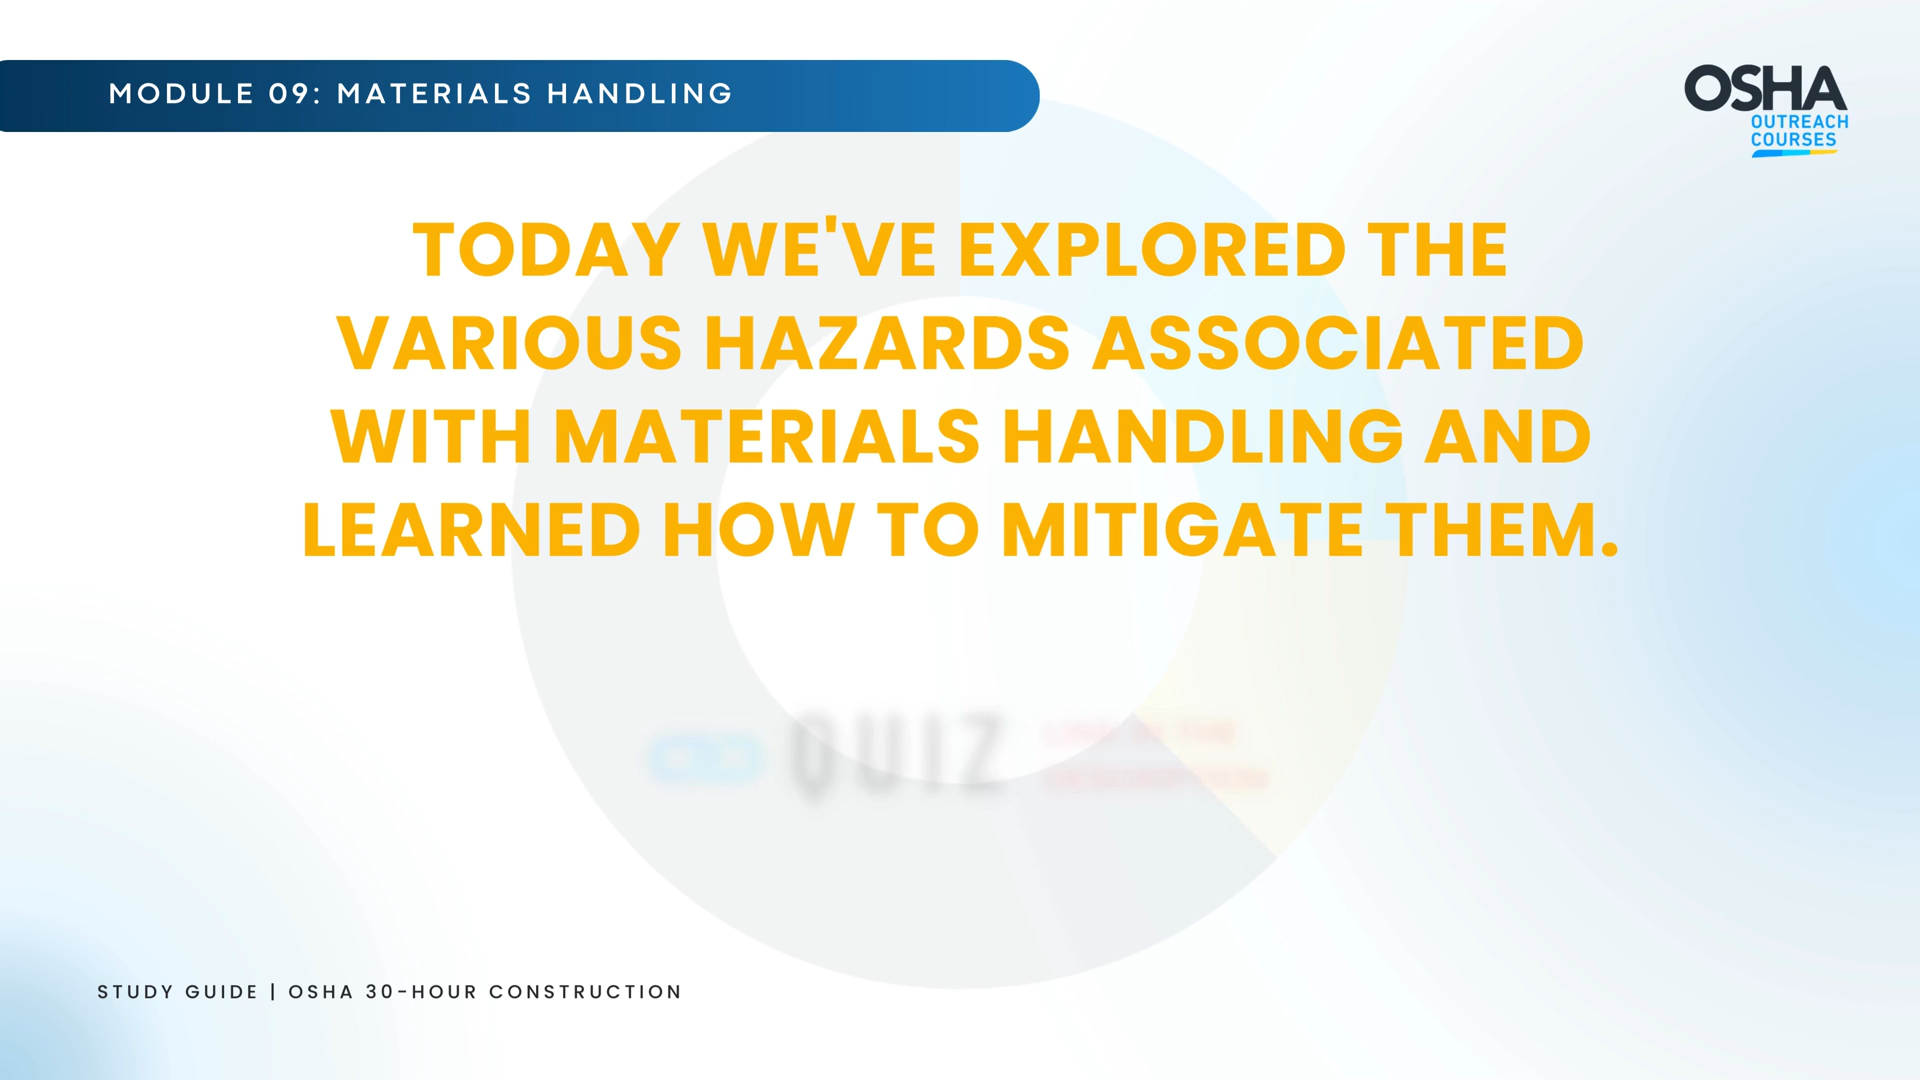 MODULE 09: MATERIALS HANDLING
OSHA
OUTREACH
COURSES
TODAY WE'VE EXPLORED THE
VARIOUS HAZARDS ASSOCIATED
WITH MATERIALS HANDLING AND
LEARNED HOW TO MITIGATE THEM.
QUIZ
STUDY GUIDE | OSHA 30-HOUR CONSTRUCTION